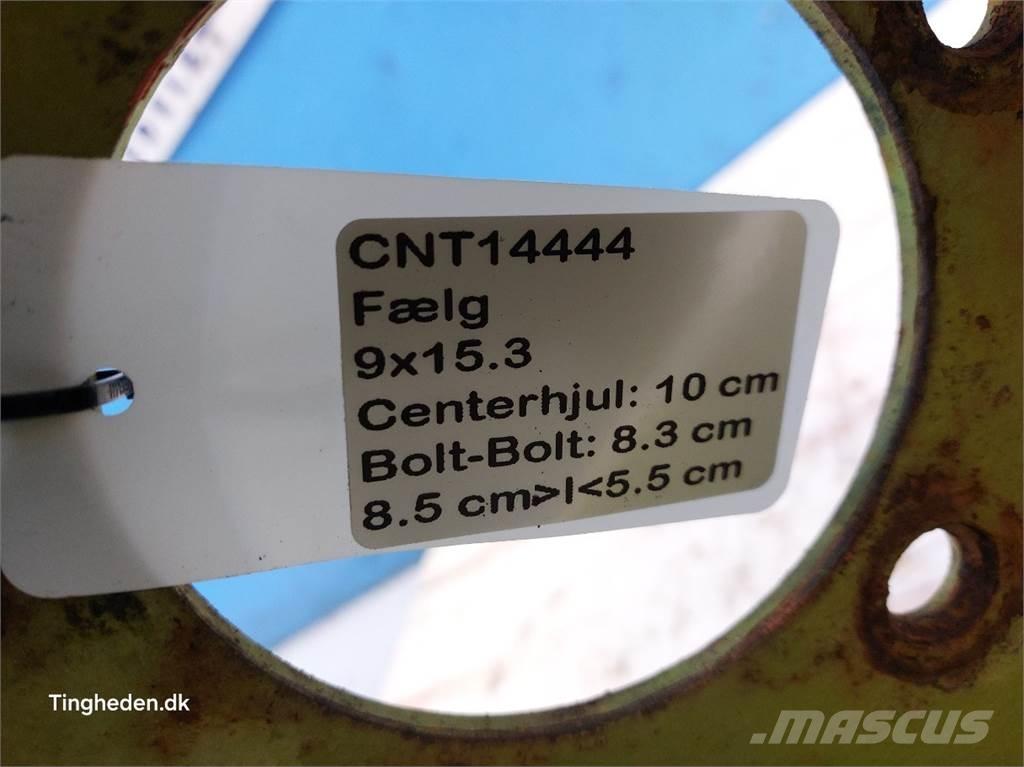 CNT14444
Fælg
9x15.3
Centerhjul: 10 cm
Bolt-Bolt: 8.3 cm
8.5 cm>I<5.5 cm
Tingheden.dk
MASCUS